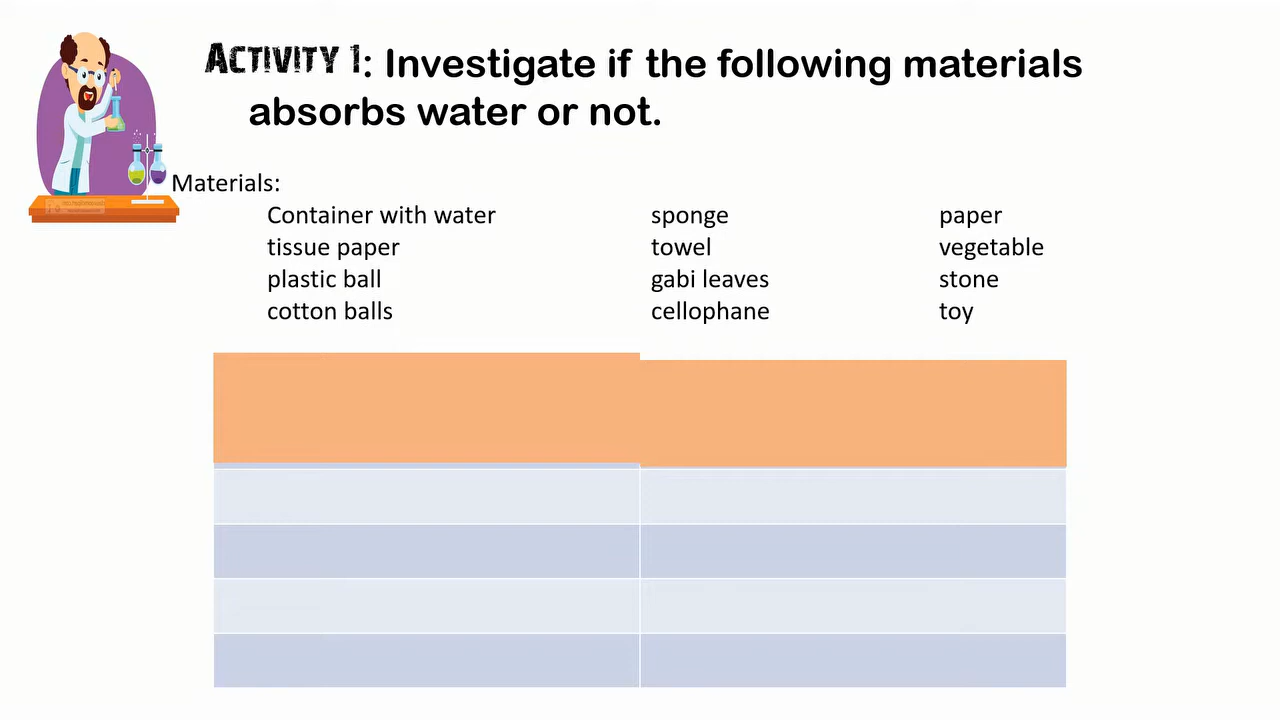 ACTIVITY 1: Investigate if the following materials
absorbs water or not.
Materials:
Container with water sponge paper
tissue paper towel vegetable
plastic ball gabi leaves stone
cotton balls cellophane toy